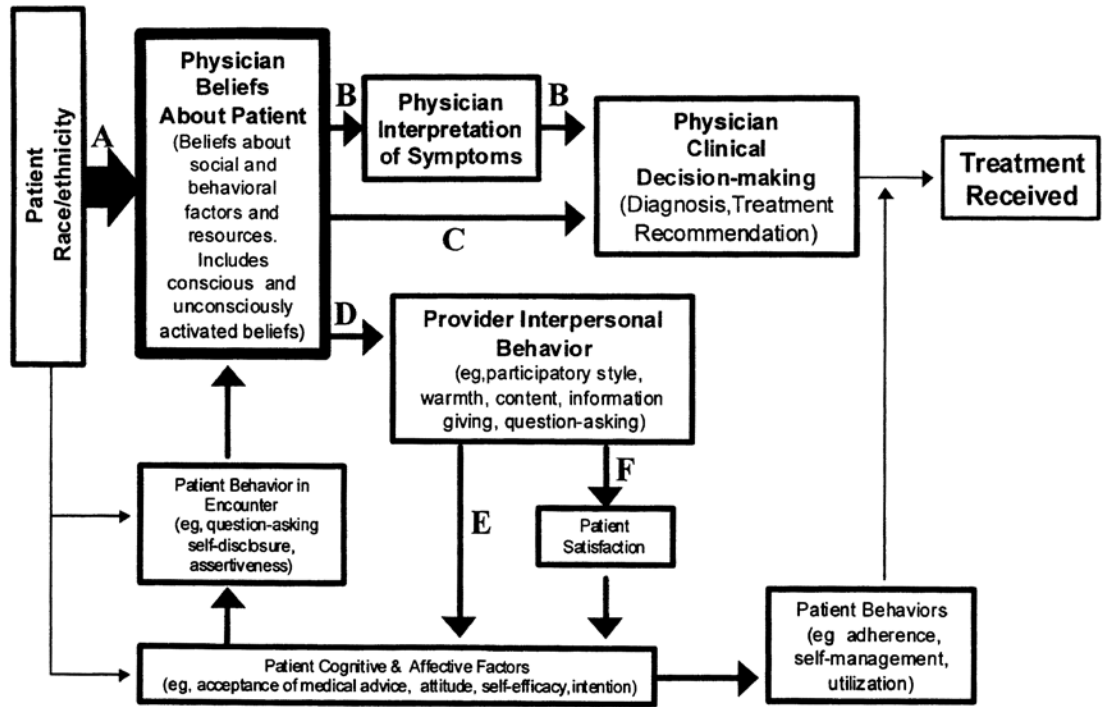 Patient
Race/ethnicity
A
Physician
Beliefs
About Patient
(Beliefs about
social and
behavioral
factors and
resources.
Includes
conscious and
unconsciously
activated beliefs)
B
Physician
Interpretation
of Symptoms
B
Physician
Clinical
Decision-making
(Diagnosis,Treatment
Recommendation)
Treatment
Received
C
D
Provider Interpersonal
Behavior
(eg,participatory style,
warmth, content, information
giving, question-asking)
E
F
Patient
Satisfaction
Patient Behavior in
Encounter
(eg, question-asking
self-disclosure,
assertiveness)
Patient Cognitive & Affective Factors
(eg, acceptance of medical advice, attitude, self-efficacy,intention)
Patient Behaviors
(eg adherence,
self-management,
utilization)